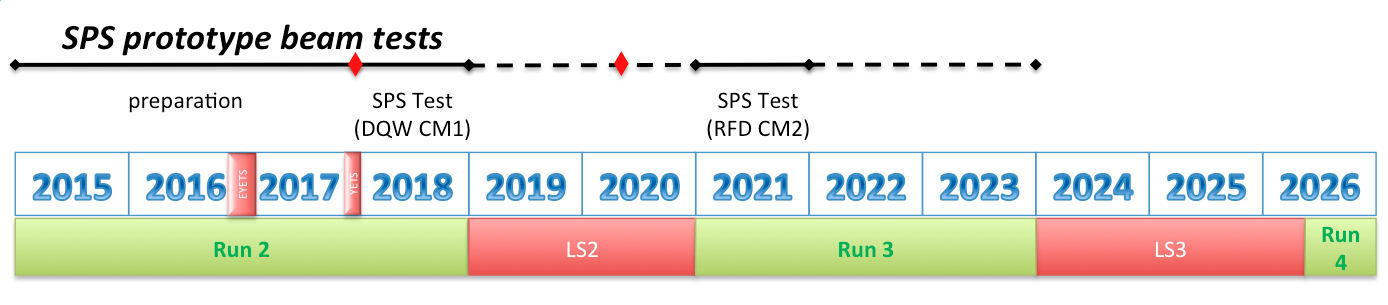 SPS prototype beam tests
preparation
SPS Test
(DQW CM1)
SPS Test
(RFD CM2)
2015 2016 EYETS 2017 YETS 2018 2019 2020 2021 2022 2023 2024 2025 2026
Run 2 LS2 Run 3 LS3 Run
4